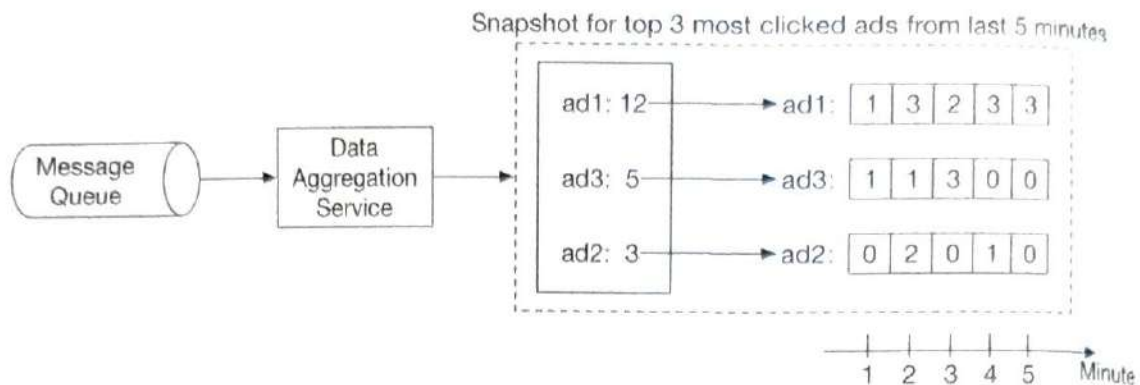 Snapshot for top 3 most clicked ads from last 5 minutes
Message
Queue
Data
Aggregation
Service
ad1: 12
ad3: 5
ad2: 3
ad1: 1 3 2 3 3
ad3: 1 1 3 0 0
ad2: 0 2 0 1 0
1 2 3 4 5 Minute